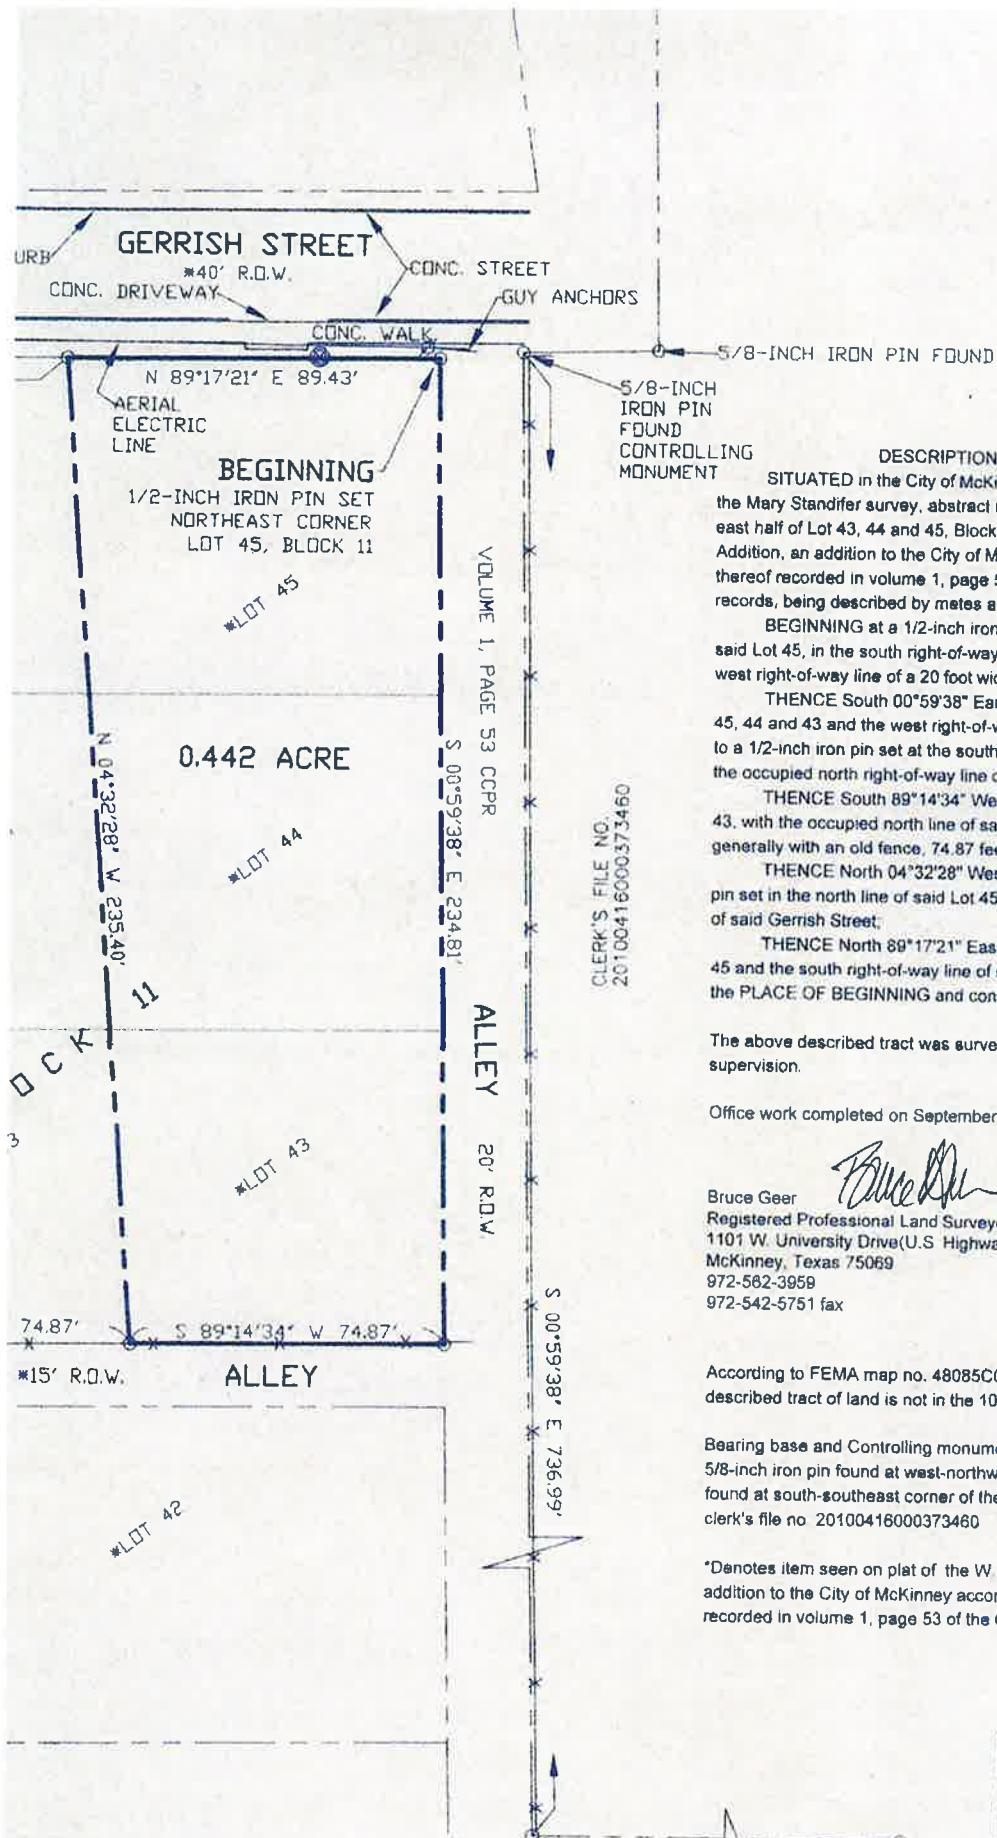 GERRISH STREET
*40' R.O.W.
URB
CONC. STREET
CONC. DRIVEWAY
GUY ANCHORS
CONC. WALK
5/8-INCH IRON PIN FOUND
N 89°17'21" E 89.43'
AERIAL
ELECTRIC
LINE
5/8-INCH
IRON PIN
FOUND
CONTROLLING
MONUMENT
BEGINNING
1/2-INCH IRON PIN SET
NORTHEAST CORNER
LOT 45, BLOCK 11
*LOT 45
VOLUME 1, PAGE 53 CCPR
0.442 ACRE
N 04°32'28" W 235.40'
S 00°59'38" E 234.81'
*LOT 44
CLERK'S FILE NO.
20100416000373460
OCK 11
ALLEY 20' R.O.W.
3
*LOT 43
S 00°59'38" E 736.99'
74.87'
S 89°14'34" W 74.87'
*15' R.O.W.
ALLEY
*LOT 42
DESCRIPTION
SITUATED in the City of McKi
the Mary Standifer survey, abstract
east half of Lot 43, 44 and 45, Block
Addition, an addition to the City of M
thereof recorded in volume 1, page 5
records, being described by metes a
BEGINNING at a 1/2-inch iron
said Lot 45, in the south right-of-way
west right-of-way line of a 20 foot wid
THENCE South 00°59'38" Eas
45, 44 and 43 and the west right-of-w
to a 1/2-inch iron pin set at the south
the occupied north right-of-way line o
THENCE South 89°14'34" Wes
43, with the occupied north line of sa
generally with an old fence, 74.87 fee
THENCE North 04°32'28" Wes
pin set in the north line of said Lot 45
of said Gerrish Street;
THENCE North 89°17'21" Eas
45 and the south right-of-way line of s
the PLACE OF BEGINNING and con
The above described tract was surve
supervision.
Office work completed on September
Bruce Geer
Registered Professional Land Surveyo
1101 W. University Drive(U.S Highwa
McKinney, Texas 75069
972-562-3959
972-542-5751 fax
According to FEMA map no. 48085C0
described tract of land is not in the 10
Bearing base and Controlling monume
5/8-inch iron pin found at west-northw
found at south-southeast corner of the
clerk's file no 20100416000373460
*Denotes item seen on plat of the W.
addition to the City of McKinney accor
recorded in volume 1, page 53 of the